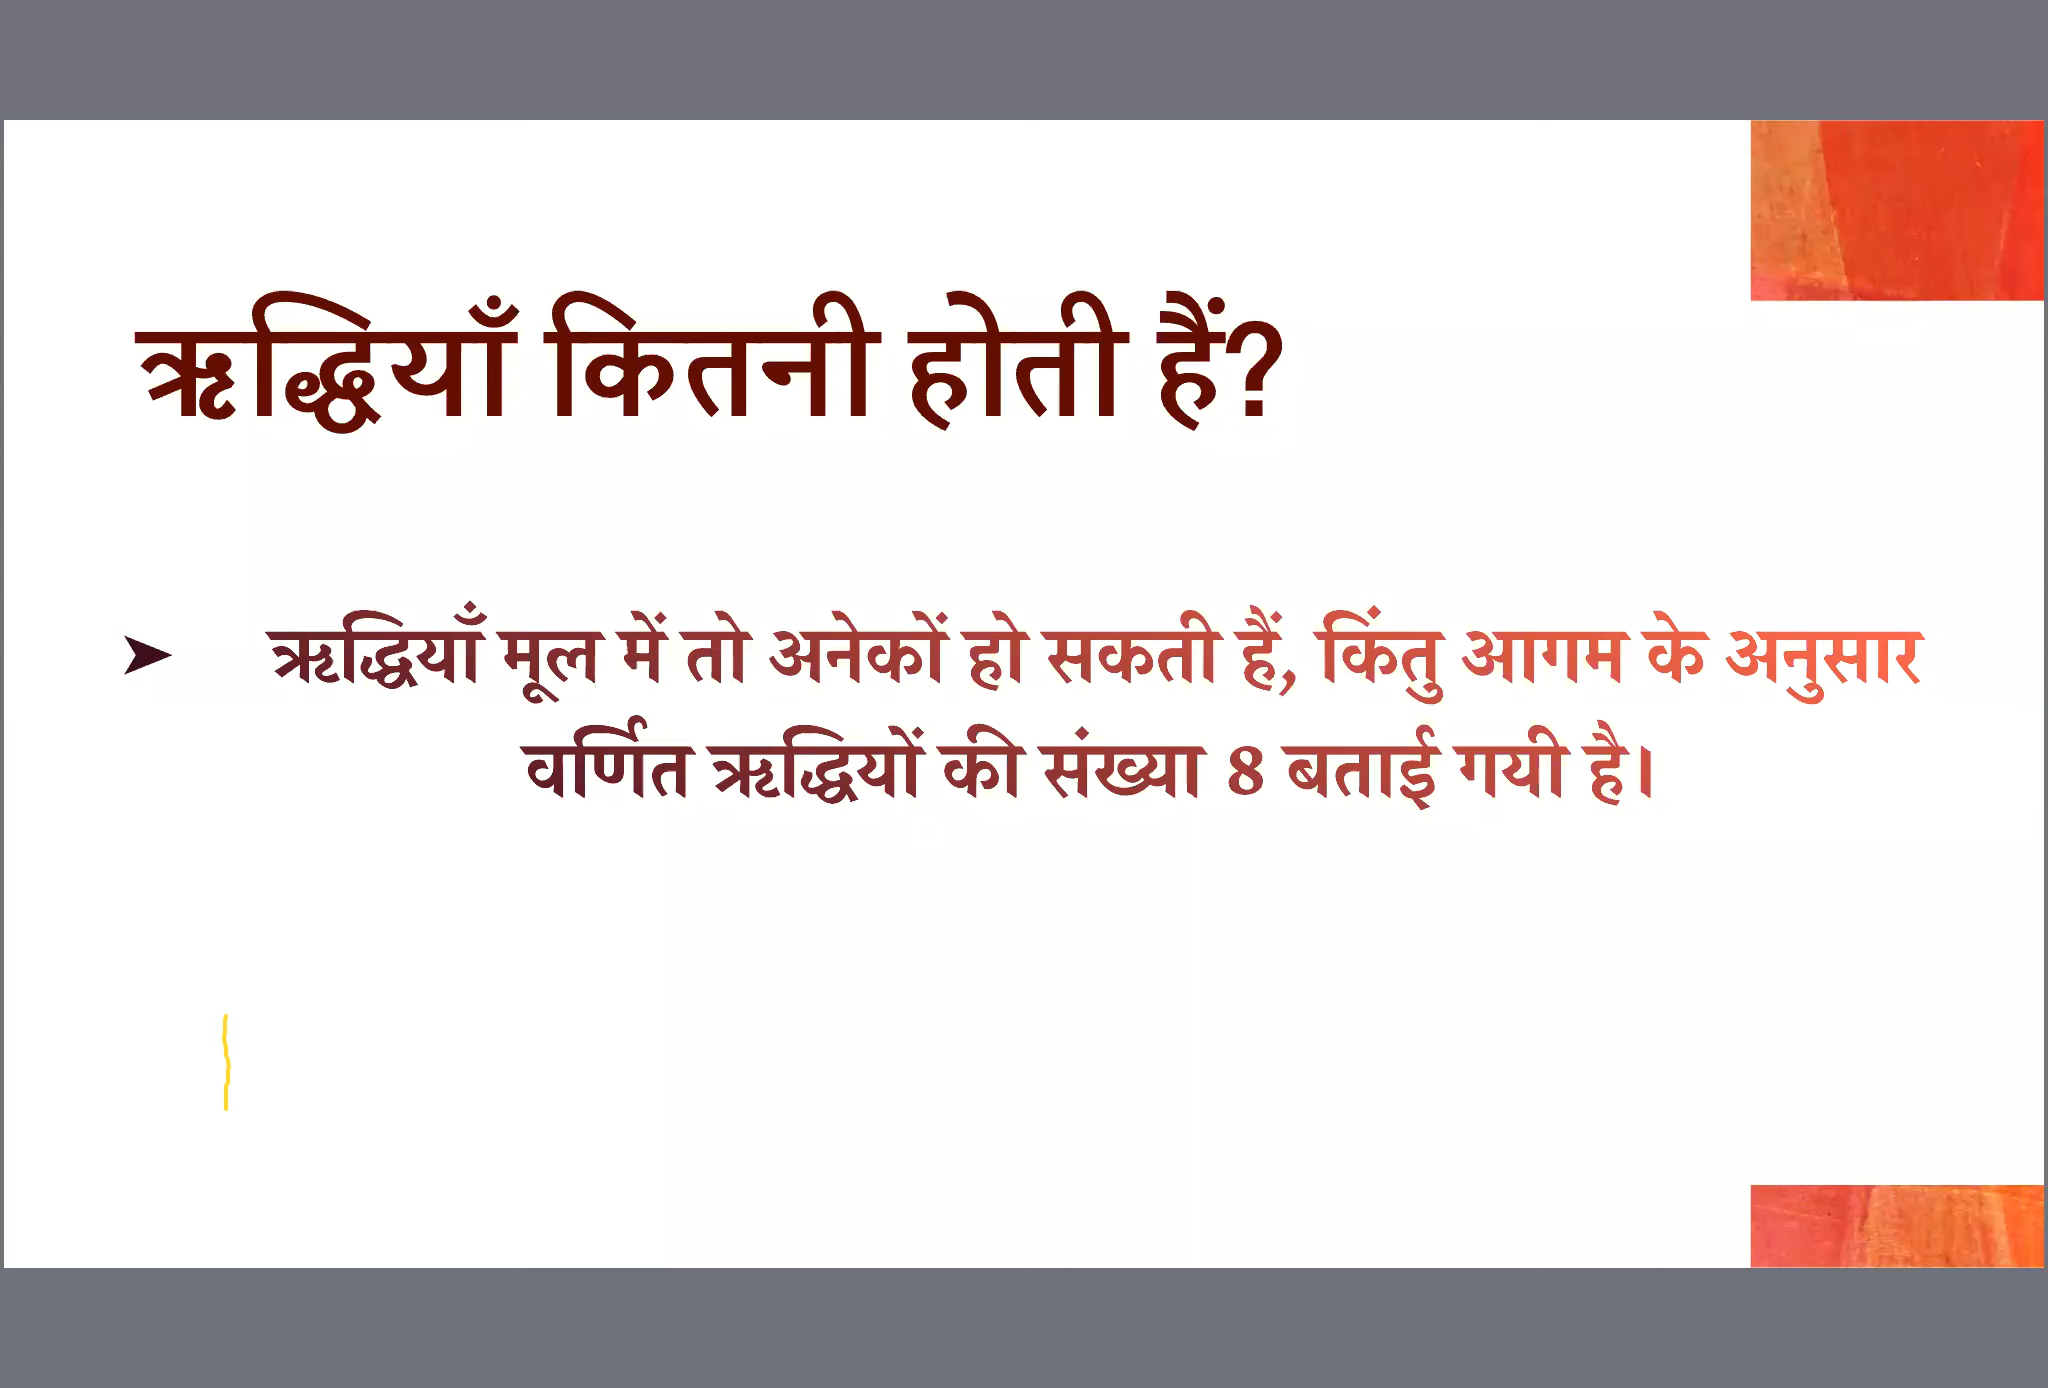 ऋद्धियाँ कितनी होती हैं?
➤ ऋद्धियाँ मूल में तो अनेकों हो सकती हैं, किंतु आगम के अनुसार
वर्णित ऋद्धियों की संख्या 8 बताई गयी है।